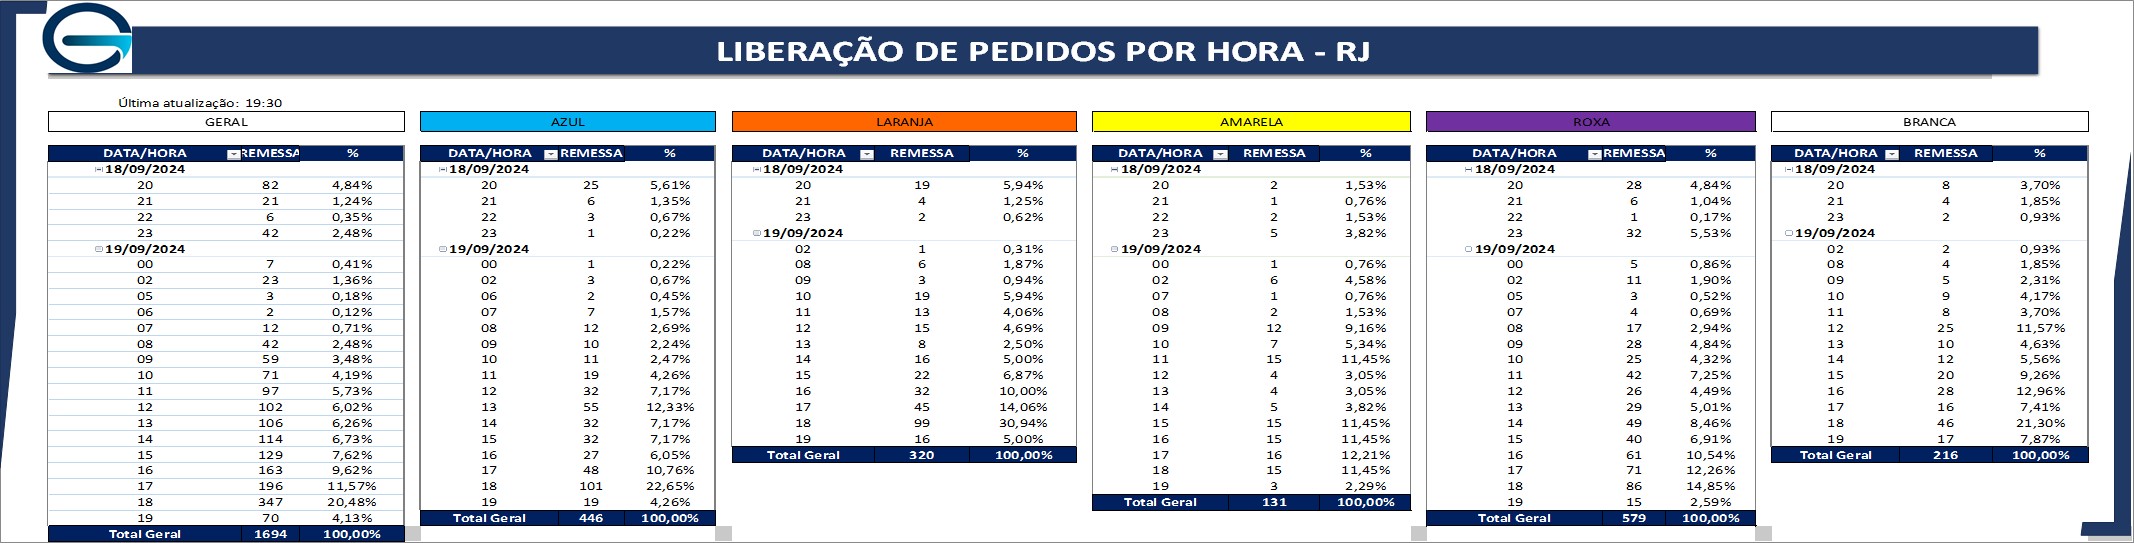 LIBERAÇÃO DE PEDIDOS POR HORA - RJ
Última atualização: 19:30
GERAL
DATA/HORA REMESSA %
18/09/2024
20 82 4,84%
21 21 1,24%
22 6 0,35%
23 42 2,48%
19/09/2024
00 7 0,41%
02 23 1,36%
05 3 0,18%
06 2 0,12%
07 12 0,71%
08 42 2,48%
09 59 3,48%
10 71 4,19%
11 97 5,73%
12 102 6,02%
13 106 6,26%
14 114 6,73%
15 129 7,62%
16 163 9,62%
17 196 11,57%
18 347 20,48%
19 70 4,13%
Total Geral 1694 100,00%
AZUL
DATA/HORA REMESSA %
18/09/2024
20 25 5,61%
21 6 1,35%
22 3 0,67%
23 1 0,22%
19/09/2024
00 1 0,22%
02 3 0,67%
06 2 0,45%
07 7 1,57%
08 12 2,69%
09 10 2,24%
10 11 2,47%
11 19 4,26%
12 32 7,17%
13 55 12,33%
14 32 7,17%
15 32 7,17%
16 27 6,05%
17 48 10,76%
18 101 22,65%
19 19 4,26%
Total Geral 446 100,00%
LARANJA
DATA/HORA REMESSA %
18/09/2024
20 19 5,94%
21 4 1,25%
23 2 0,62%
19/09/2024
02 1 0,31%
08 6 1,87%
09 3 0,94%
10 19 5,94%
11 13 4,06%
12 15 4,69%
13 8 2,50%
14 16 5,00%
15 22 6,87%
16 32 10,00%
17 45 14,06%
18 99 30,94%
19 16 5,00%
Total Geral 320 100,00%
AMARELA
DATA/HORA REMESSA %
18/09/2024
20 2 1,53%
21 1 0,76%
22 2 1,53%
23 5 3,82%
19/09/2024
00 1 0,76%
02 6 4,58%
07 1 0,76%
08 2 1,53%
09 12 9,16%
10 7 5,34%
11 15 11,45%
12 4 3,05%
13 4 3,05%
14 5 3,82%
15 15 11,45%
16 15 11,45%
17 16 12,21%
18 15 11,45%
19 3 2,29%
Total Geral 131 100,00%
ROXA
DATA/HORA REMESSA %
18/09/2024
20 28 4,84%
21 6 1,04%
22 1 0,17%
23 32 5,53%
19/09/2024
00 5 0,86%
02 11 1,90%
05 3 0,52%
07 4 0,69%
08 17 2,94%
09 28 4,84%
10 25 4,32%
11 42 7,25%
12 26 4,49%
13 29 5,01%
14 49 8,46%
15 40 6,91%
16 61 10,54%
17 71 12,26%
18 86 14,85%
19 15 2,59%
Total Geral 579 100,00%
BRANCA
DATA/HORA REMESSA %
18/09/2024
20 8 3,70%
21 4 1,85%
23 2 0,93%
19/09/2024
02 2 0,93%
08 4 1,85%
09 5 2,31%
10 9 4,17%
11 8 3,70%
12 25 11,57%
13 10 4,63%
14 12 5,56%
15 20 9,26%
16 28 12,96%
17 16 7,41%
18 46 21,30%
19 17 7,87%
Total Geral 216 100,00%